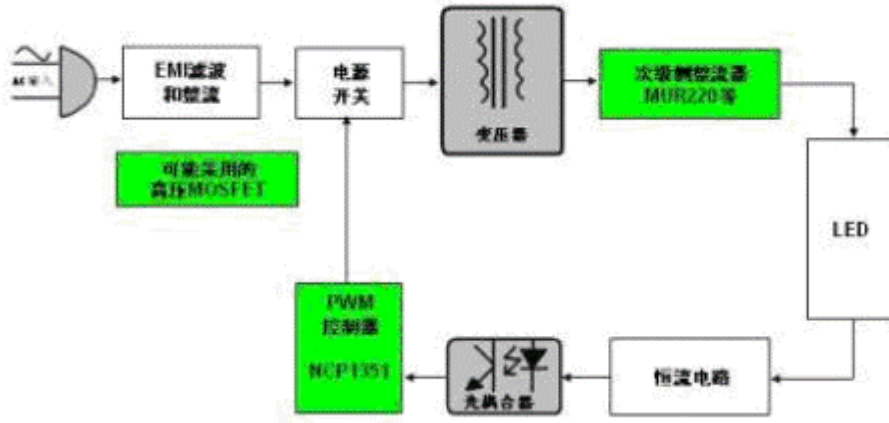 AC 输入
EMI滤波
和整流
电源
开关
变压器
次级侧整流器
MUR220等
可能采用的
高压MOSFET
LED
PWM
控制器
NCP1351
光耦合器
恒流电路